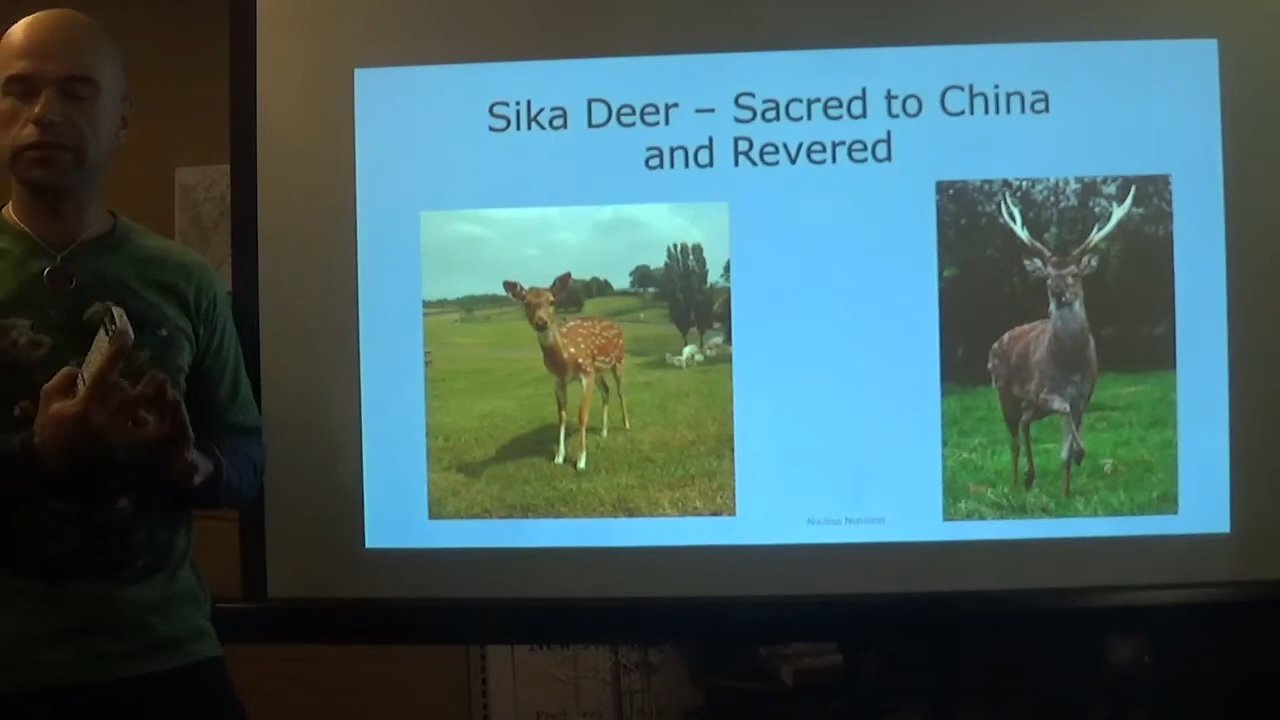 Sika Deer – Sacred to China
and Revered
Nucleus Nutrition